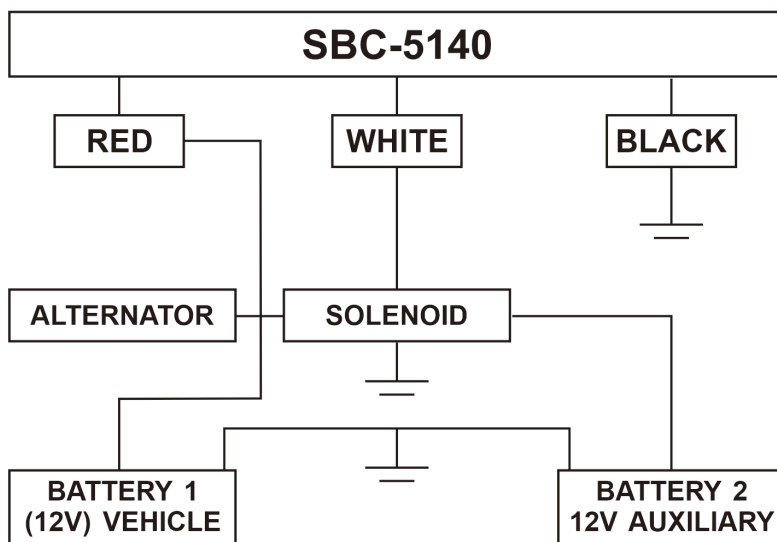 SBC-5140
RED
WHITE
BLACK
ALTERNATOR
SOLENOID
BATTERY 1
(12V) VEHICLE
BATTERY 2
12V AUXILIARY